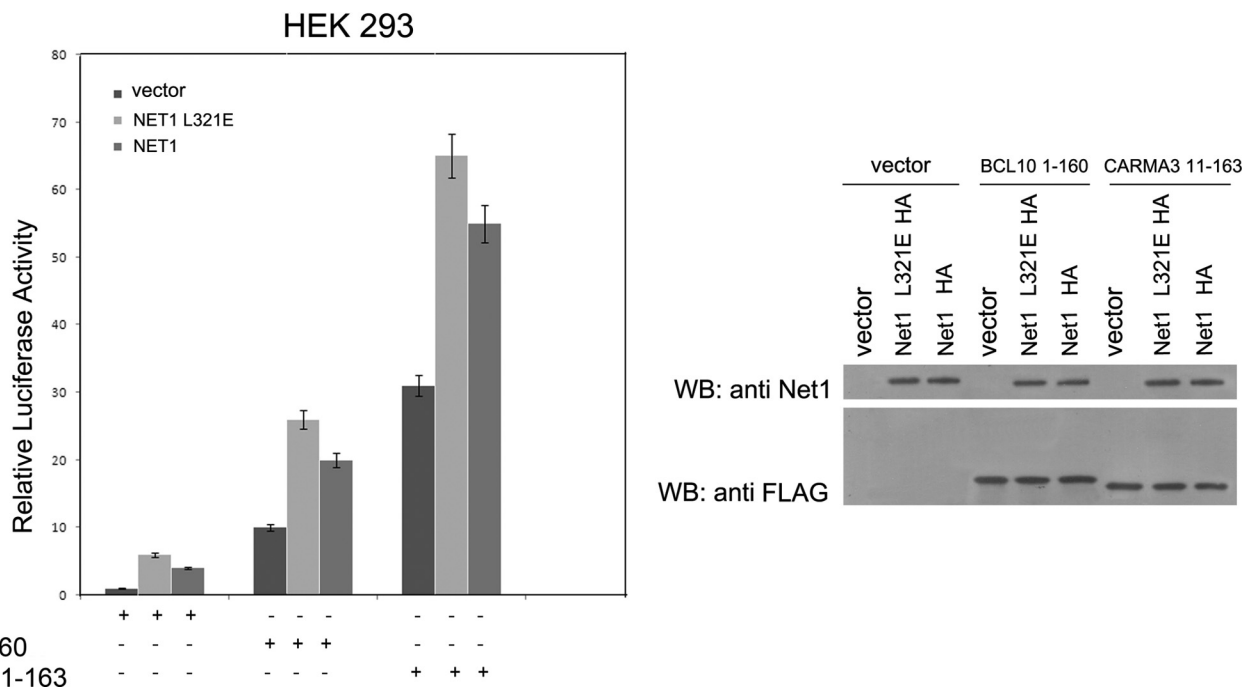 HEK 293
80
70
60
50
40
30
20
10
0
Relative Luciferase Activity
vector
NET1 L321E
NET1
+ + + - - - - - -
60 - - - + + + - - -
1-163 - - - - - - + + +
vector BCL10 1-160 CARMA3 11-163
vector
Net1 L321E HA
Net1 HA
vector
Net1 L321E HA
Net1 HA
vector
Net1 L321E HA
Net1 HA
WB: anti Net1
WB: anti FLAG